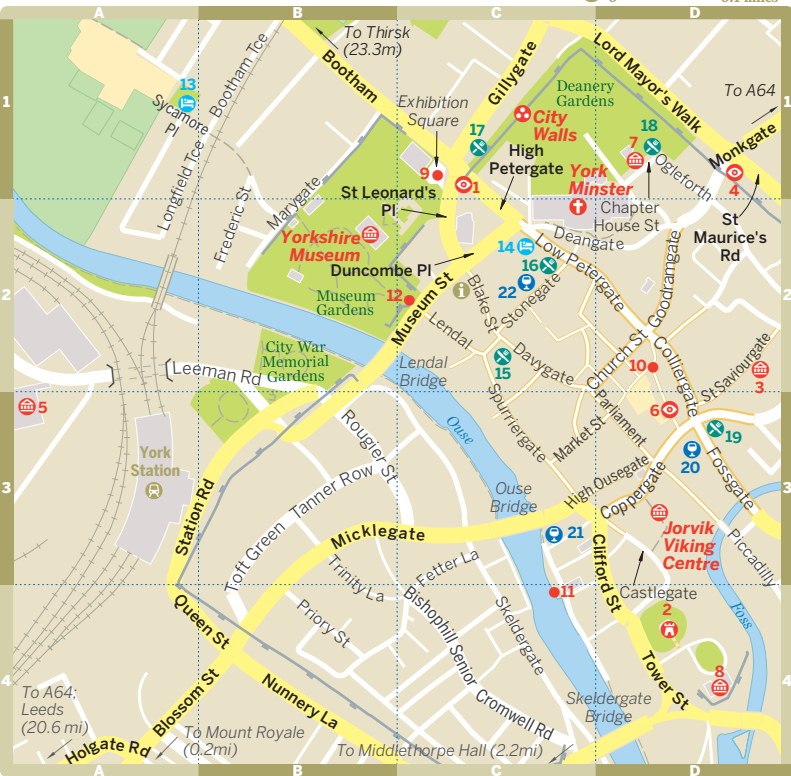 0.1 miles
A
B
C
D
To Thirsk
(23.3m)
Bootham
Gillygate
Lord Mayor's Walk
To A64
1
1
13
Sycamore
Pl
Bootham Tce
Longfield Tce
Frederic St
Marygate
Exhibition
Square
Deanery
Gardens
City
Walls
17
18
7
Ogleforth
Monkgate
4
High
Petergate
9
1
York
Minster
St Leonard's
Pl
Chapter
House St
St
Maurice's
Rd
Yorkshire
Museum
Duncombe Pl
14
Deangate
Low Petergate
16
Goodramgate
2
2
Museum
Gardens
12
Museum St
Blake St
22
Stonegate
Lendal
City War
Memorial
Gardens
Leeman Rd
Lendal
Bridge
15
Davygate
Church St
10
Colliergate
St Saviourgate
3
5
Spurriergate
Parliament
6
Market St
19
Ouse
Rougier St
20
York
Station
Fossgate
3
3
Tanner Row
High Ousegate
Coppergate
Station Rd
Ouse
Bridge
Micklegate
21
Jorvik
Viking
Centre
Piccadilly
Toft Green
Trinity La
Fetter La
Clifford St
Castlegate
11
2
Foss
Queen St
Priory St
Bishophill Senior
Skeldergate
8
4
4
Tower St
Blossom St
Nunnery La
Cromwell Rd
Skeldergate
Bridge
To A64;
Leeds
(20.6 mi)
To Mount Royale
(0.2mi)
Holgate Rd
To Middlethorpe Hall (2.2mi)
A
B
C
D